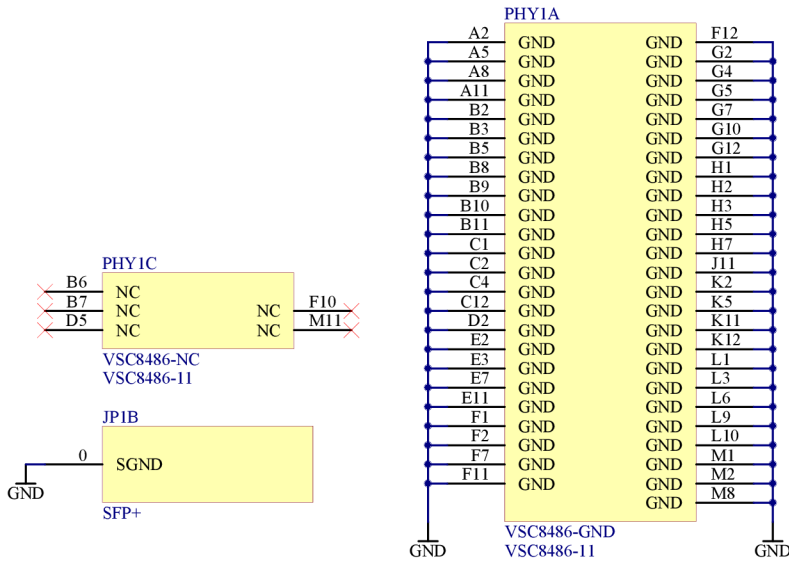 PHY1A
A2 GND GND F12
A5 GND GND G2
A8 GND GND G4
A11 GND GND G5
B2 GND GND G7
B3 GND GND G10
B5 GND GND G12
B8 GND GND H1
B9 GND GND H2
B10 GND GND H3
B11 GND GND H5
C1 GND GND H7
C2 GND GND J11
C4 GND GND K2
C12 GND GND K5
D2 GND GND K11
E2 GND GND K12
E3 GND GND L1
E7 GND GND L3
E11 GND GND L6
F1 GND GND L9
F2 GND GND L10
F7 GND GND M1
F11 GND GND M2
GND M8
VSC8486-GND
VSC8486-11
GND
GND
PHY1C
B6 NC
B7 NC NC F10
D5 NC NC M11
VSC8486-NC
VSC8486-11
JP1B
0 SGND
GND
SFP+